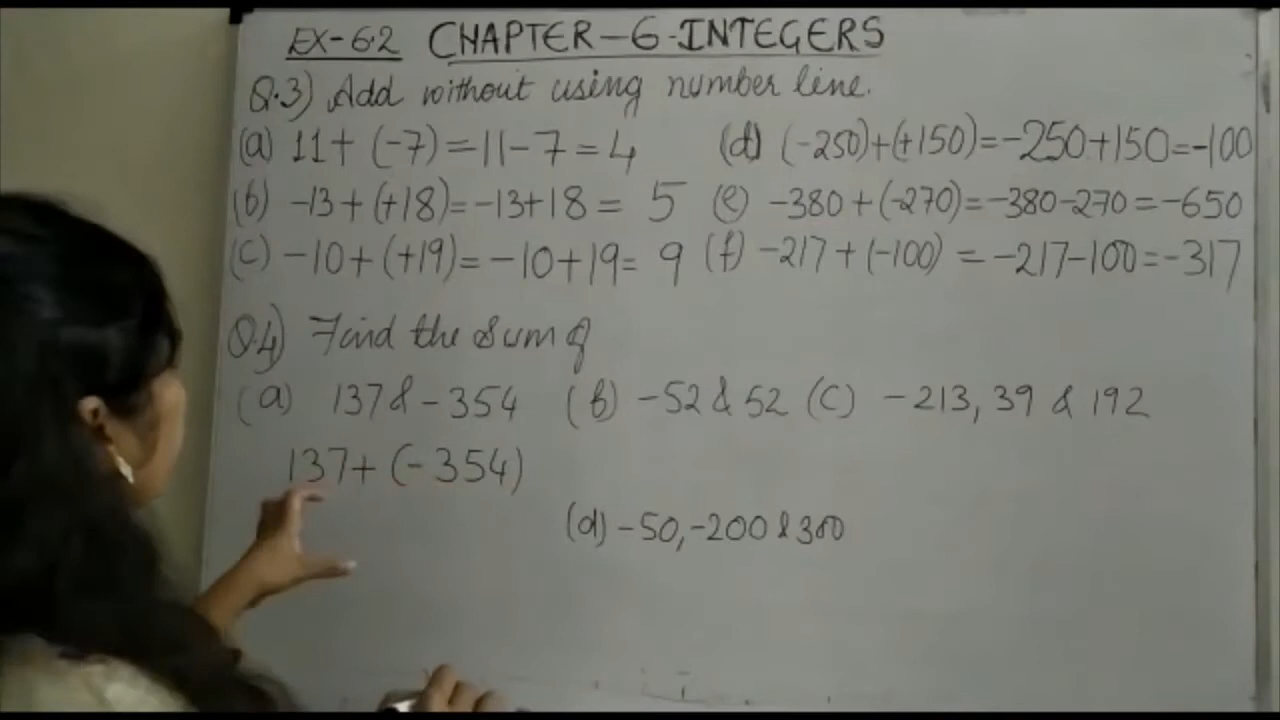 EX-6.2 CHAPTER-6-INTEGERS
Q.3) Add without using number line.
(a) 11+ (-7)=11-7=4 (d) (-250)+(+150)=-250+150=-100
(b) -13+(+18)=-13+18= 5 (e) -380+(-270)=-380-270=-650
(c) -10+(+19)=-10+19= 9 (f) -217+(-100) =-217-100=-317
Q.4) Find the Sum of
(a) 137 & -354 (b) -52 & 52 (c) -213, 39 & 192
137+ (-354)
(d) -50, -200 & 300